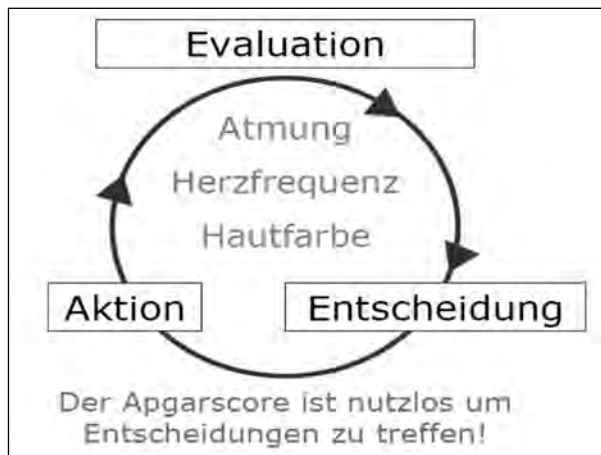 Evaluation
Atmung
Herzfrequenz
Hautfarbe
Aktion
Entscheidung
Der Apgarscore ist nutzlos um
Entscheidungen zu treffen!